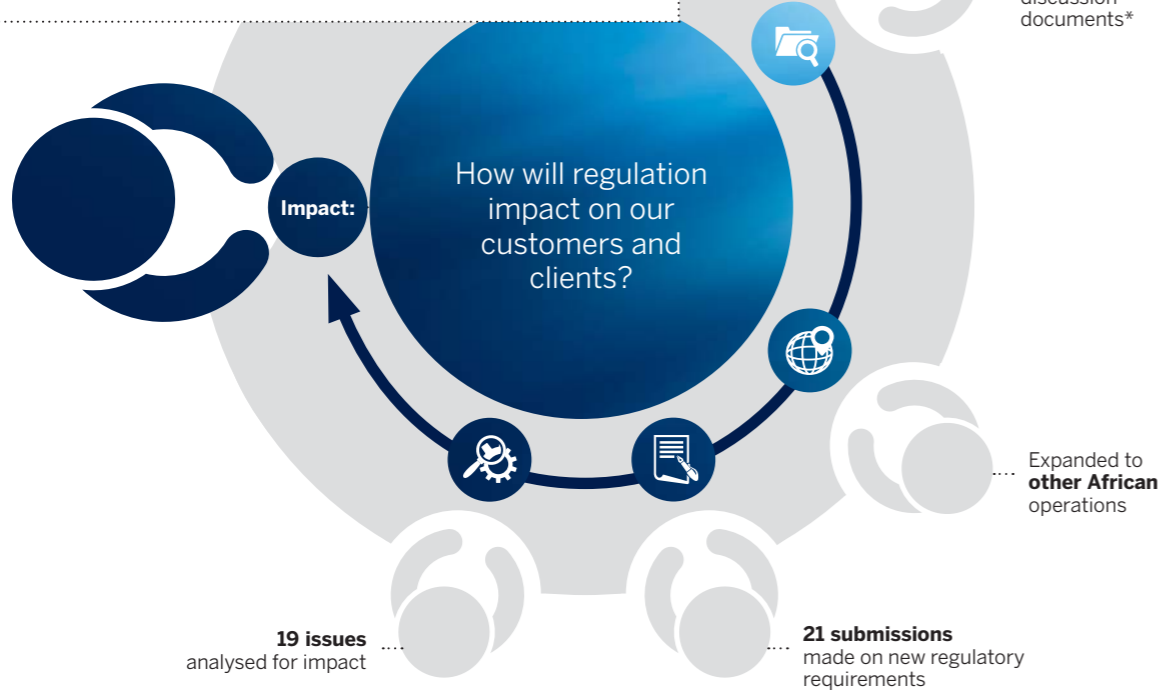 discussion
documents*
How will regulation
impact on our
customers and
clients?
Impact:
Expanded to
other African
operations
19 issues
analysed for impact
21 submissions
made on new regulatory
requirements